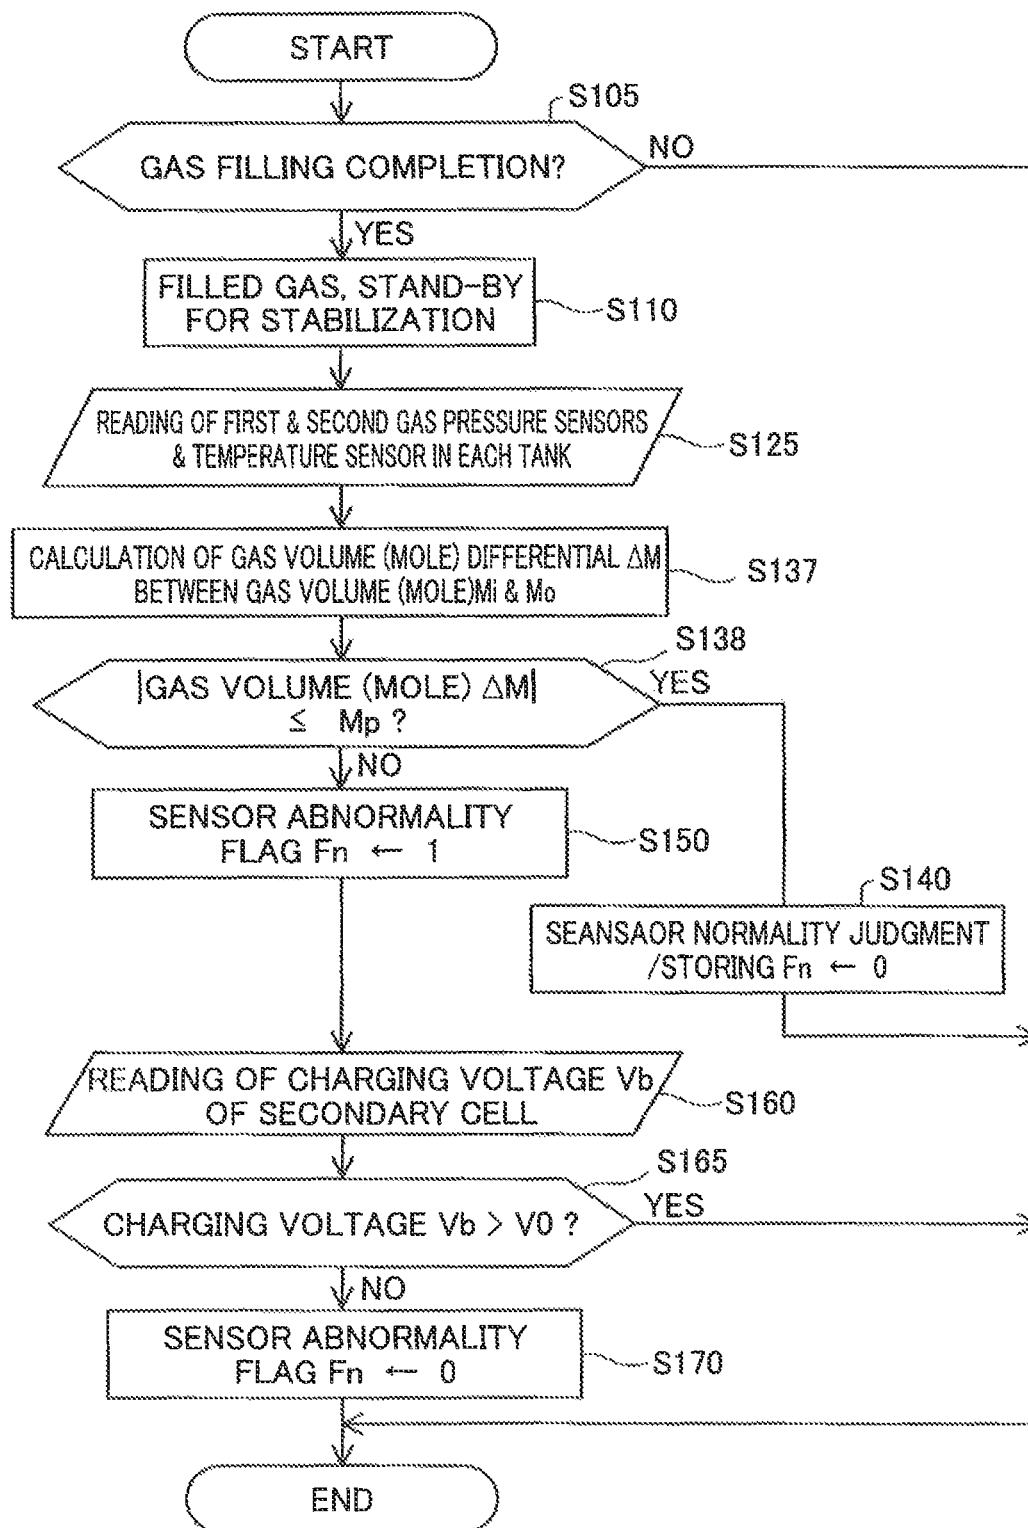 START
S105
GAS FILLING COMPLETION?
NO
YES
FILLED GAS, STAND-BY
FOR STABILIZATION
S110
READING OF FIRST & SECOND GAS PRESSURE SENSORS
& TEMPERATURE SENSOR IN EACH TANK
S125
CALCULATION OF GAS VOLUME (MOLE) DIFFERENTIAL ΔM
BETWEEN GAS VOLUME (MOLE)Mi & Mo
S137
S138
|GAS VOLUME (MOLE) ΔM|
≤ Mp ?
YES
NO
SENSOR ABNORMALITY
FLAG Fn ← 1
S150
S140
SEANSAOR NORMALITY JUDGMENT
/STORING Fn ← 0
READING OF CHARGING VOLTAGE Vb
OF SECONDARY CELL
S160
S165
CHARGING VOLTAGE Vb > V0 ?
YES
NO
SENSOR ABNORMALITY
FLAG Fn ← 0
S170
END